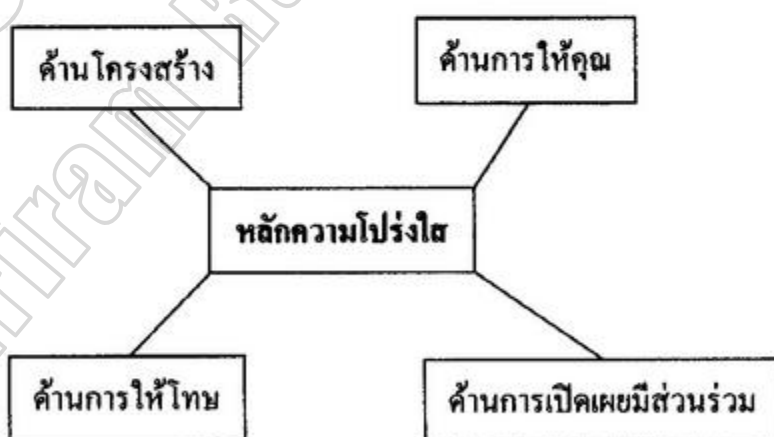 ด้านโครงสร้าง
ด้านการให้คุณ
หลักความโปร่งใส
ด้านการให้โทษ
ด้านการเปิดเผยมีส่วนร่วม